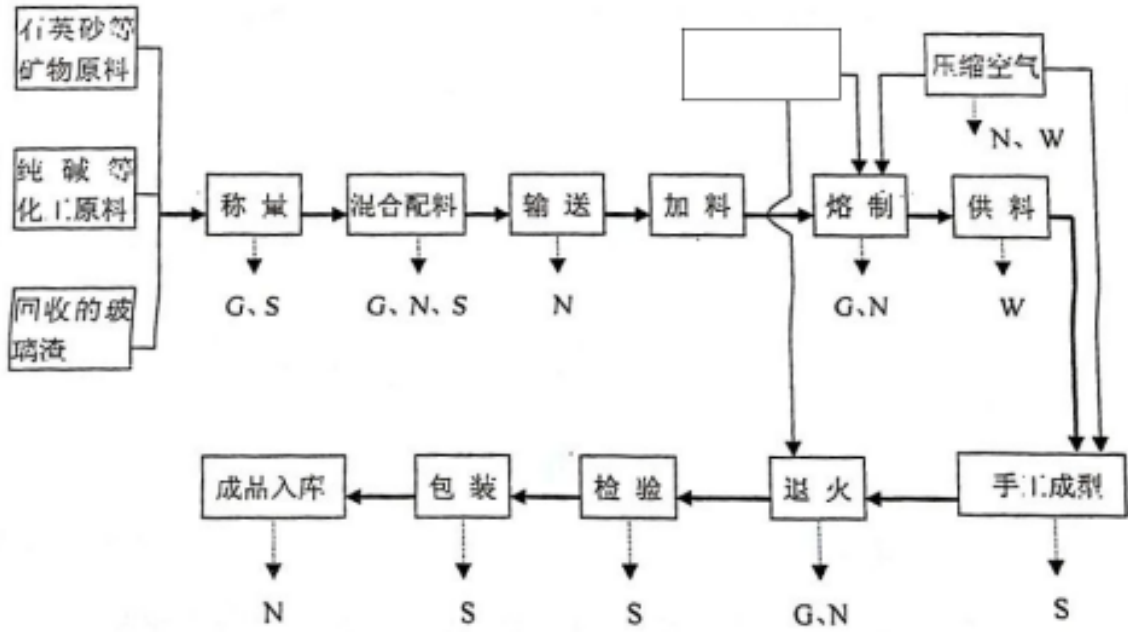 石英砂等
矿物原料
压缩空气
N、W
纯碱等
化工原料
称量
混合配料
输送
加料
熔制
供料
G、S
G、N、S
N
G、N
W
回收的玻
璃渣
成品入库
包装
检验
退火
手工成型
N
S
S
G、N
S